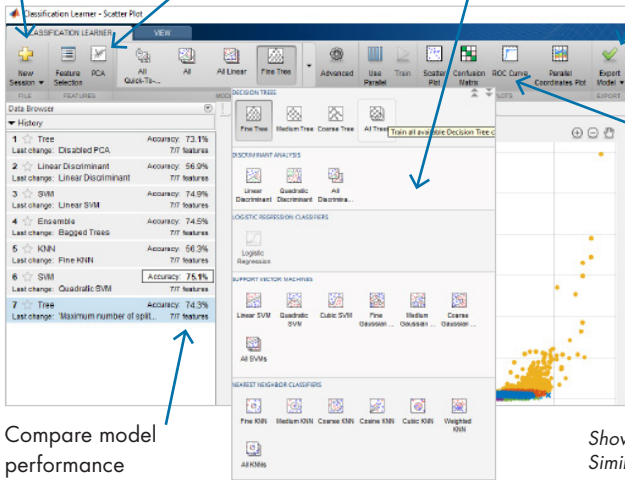 Classification Learner - Scatter Plot
CLASSIFICATION LEARNER VIEW
New Session
Feature Selection
PCA
All Quick-To-...
All
All Linear
Fine Tree
Advanced
Use Parallel
Train
Scatter Plot
Confusion Matrix
ROC Curve
Parallel Coordinates Plot
Export Model
FILE FEATURES PLOTS EXPORT
Data Browser
History
1 Tree Accuracy: 73.1%
Last change: Disabled PCA 7/7 features
2 Linear Discriminant Accuracy: 56.9%
Last change: Linear Discriminant 7/7 features
3 SVM Accuracy: 74.9%
Last change: Linear SVM 7/7 features
4 Ensemble Accuracy: 74.5%
Last change: Bagged Trees 7/7 features
5 KNN Accuracy: 56.3%
Last change: Fine KNN 7/7 features
6 SVM Accuracy: 75.1%
Last change: Quadratic SVM 7/7 features
7 Tree Accuracy: 74.3%
Last change: 'Maximum number of split... 7/7 features
DECISION TREES
Fine Tree Medium Tree Coarse Tree All Trees
Train all available Decision Tree c
DISCRIMINANT ANALYSIS
Linear Discriminant
Quadratic Discriminant
All Discrimina...
LOGISTIC REGRESSION CLASSIFIERS
Logistic Regression
SUPPORT VECTOR MACHINES
Linear SVM
Quadratic SVM
Cubic SVM
Fine Gaussian ...
Medium Gaussian ...
Coarse Gaussian ...
All SVMs
NEAREST NEIGHBOR CLASSIFIERS
Fine KNN
Medium KNN
Coarse KNN
Cosine KNN
Cubic KNN
Weighted KNN
All KNNs
Compare model
performance
Show
Simil